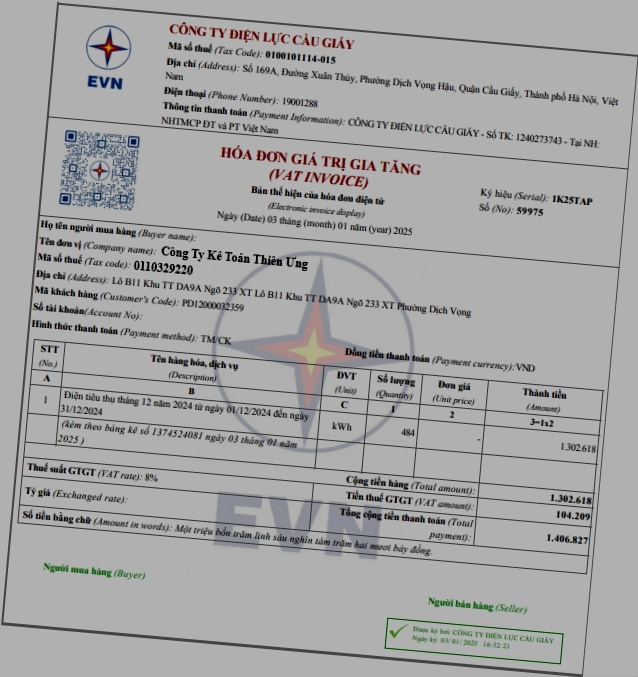 CÔNG TY ĐIỆN LỰC CẦU GIẤY
Mã số thuế (Tax Code): 0100101114-015
Địa chỉ (Address): Số 169A, Đường Xuân Thủy, Phường Dịch Vọng Hậu, Quận Cầu Giấy, Thành phố Hà Nội, Việt
Nam
Điện thoại (Phone Number): 19001288
Thông tin thanh toán (Payment Information): CÔNG TY ĐIỆN LỰC CẦU GIẤY - Số TK: 1240273743 - Tại NH:
NHTMCP ĐT và PT Việt Nam
EVN
HÓA ĐƠN GIÁ TRỊ GIA TĂNG
(VAT INVOICE)
Bản thể hiện của hóa đơn điện tử
(Electronic invoice display)
Ngày (Date) 03 tháng (month) 01 năm (year) 2025
Ký hiệu (Serial): 1K25TAP
Số (No): 59975
Họ tên người mua hàng (Buyer name):
Tên đơn vị (Company name): Công Ty Kế Toán Thiên Ưng
Mã số thuế (Tax code): 0110329220
Địa chỉ (Address): Lô B11 Khu TT DA9A Ngõ 233 XT Lô B11 Khu TT DA9A Ngõ 233 XT Phường Dịch Vọng
Mã khách hàng (Customer's Code): PD12000032359
Số tài khoản(Account No):
Hình thức thanh toán (Payment method): TM/CK
Đồng tiền thanh toán (Payment currency):VND
STT (No.) Tên hàng hóa, dịch vụ (Description) ĐVT (Unit) Số lượng (Quantity) Đơn giá (Unit price) Thành tiền (Amount)
A B C 1 2 3=1x2
1 Điện tiêu thụ tháng 12 năm 2024 từ ngày 01/12/2024 đến ngày
31/12/2024 kWh 484 - 1.302.618
(kèm theo bảng kê số 1374524081 ngày 03 tháng 01 năm
2025 )
Cộng tiền hàng (Total amount): 1.302.618
Thuế suất GTGT (VAT rate): 8% Tiền thuế GTGT (VAT amount): 104.209
Tỷ giá (Exchanged rate): Tổng cộng tiền thanh toán (Total
payment): 1.406.827
Số tiền bằng chữ (Amount in words): Một triệu bốn trăm linh sáu nghìn tám trăm hai mươi bảy đồng.
EVN
Người mua hàng (Buyer)
Người bán hàng (Seller)
Được ký bởi: CÔNG TY ĐIỆN LỰC CẦU GIẤY
Ngày ký: 03/01/2025 16:52:21